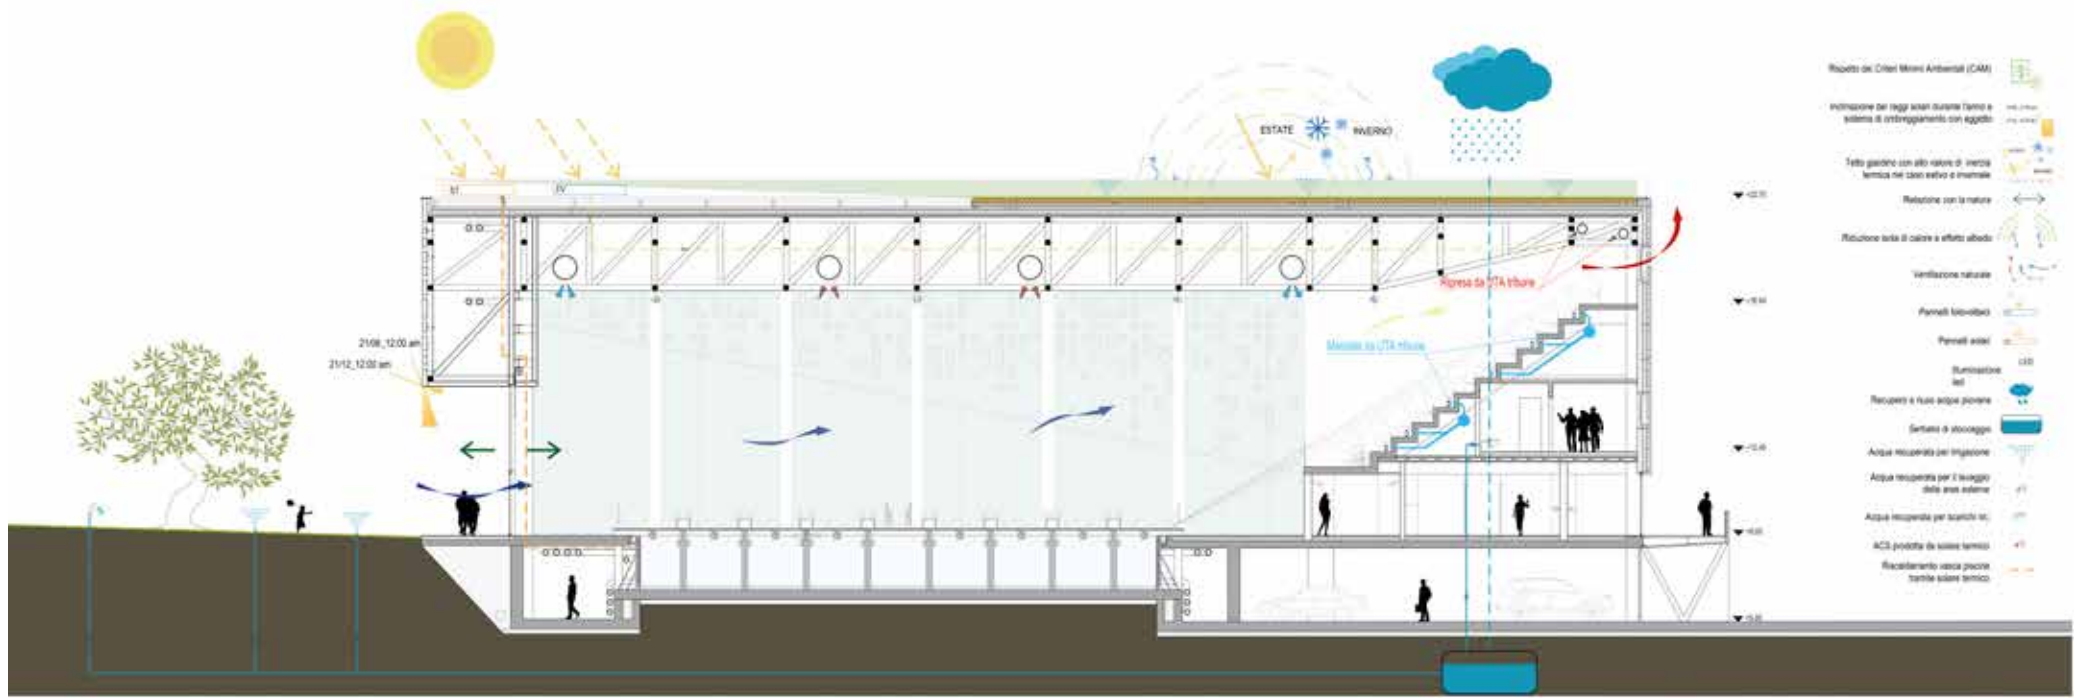 ESTATE
INVERNO
st
FV
Ripresa da UTA tribune
Mandata da UTA tribune
21/06_12:00 am
21/12_12:00 am
Rispetto dei Criteri Minimi Ambientali (CAM)
Inclinazione dei raggi solari durante l'anno e
sistema di ombreggiamento con aggetto
Tetto giardino con alto valore di inerzia
termica nel caso estivo o invernale
Relazione con la natura
Riduzione isola di calore e effetto albedo
Ventilazione naturale
Pannelli fotovoltaici
Pannelli solari
LED
Illuminazione
led
Recupero e riuso acqua piovana
Serbatoio di stoccaggio
Acqua recuperata per irrigazione
Acqua recuperata per il lavaggio
delle aree esterne
Acqua recuperata per scarichi wc
ACS prodotta da solare termico
Riscaldamento vasca piscina
tramite solare termico